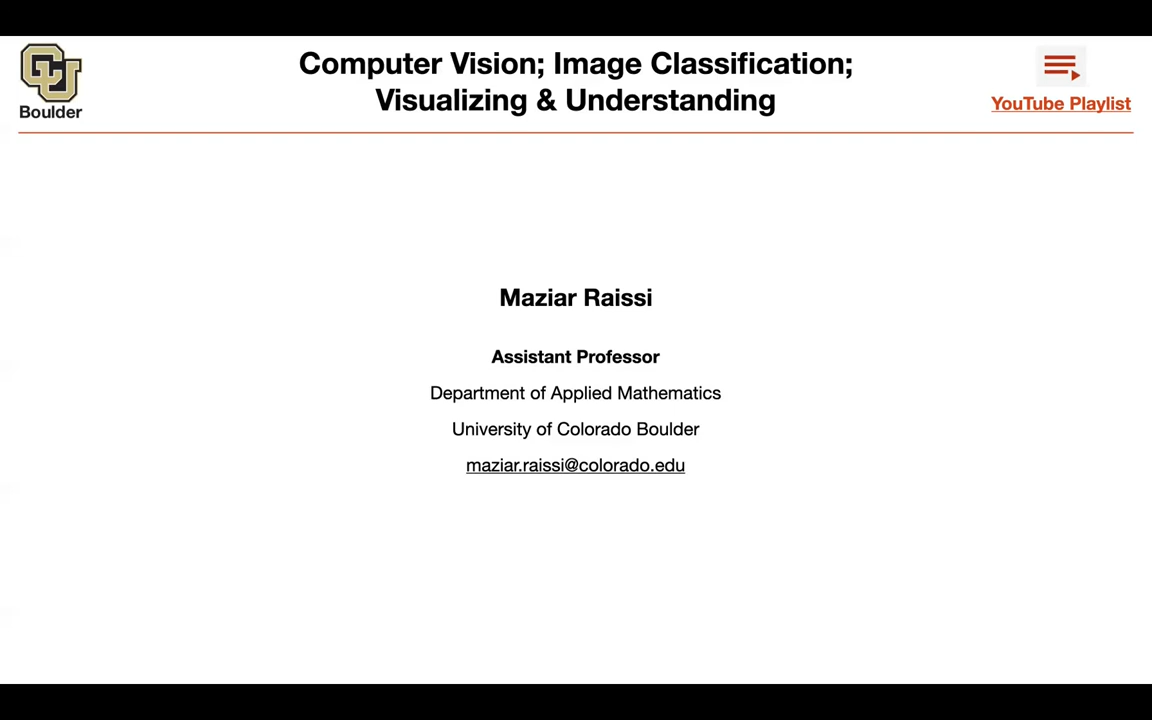 Computer Vision; Image Classification;
Visualizing & Understanding
CU
Boulder
YouTube Playlist
Maziar Raissi
Assistant Professor
Department of Applied Mathematics
University of Colorado Boulder
maziar.raissi@colorado.edu